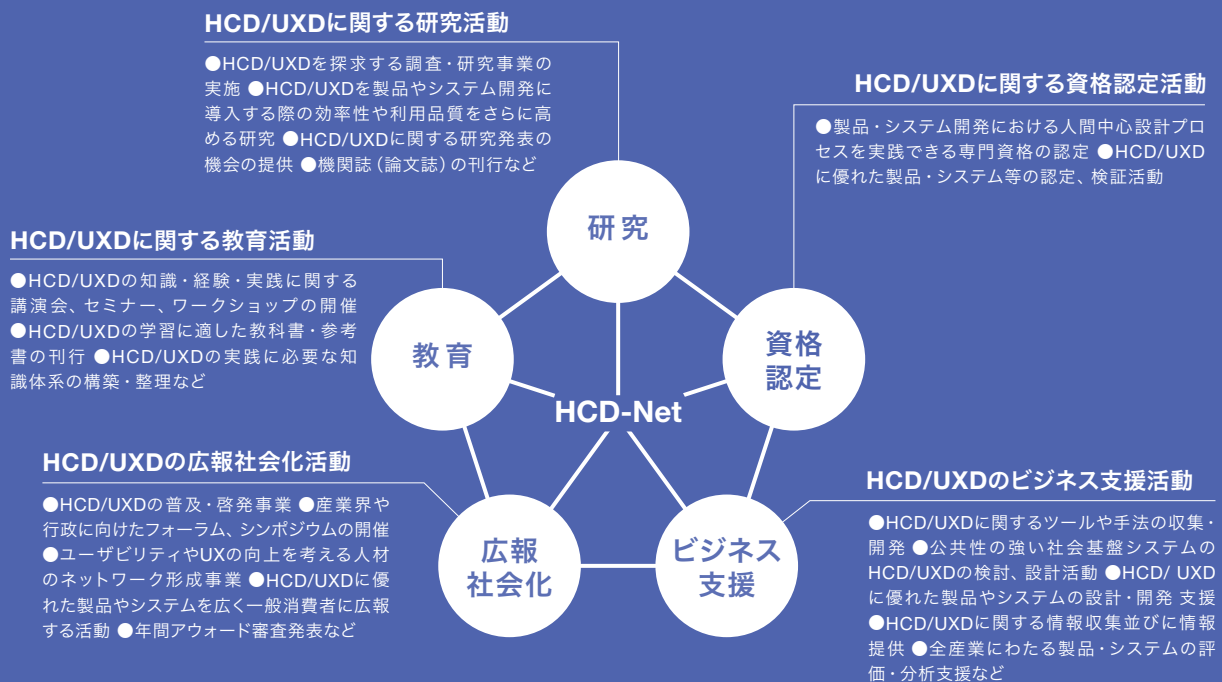 HCD/UXDに関する研究活動
●HCD/UXDを探求する調査・研究事業の
実施 ●HCD/UXDを製品やシステム開発に
導入する際の効率性や利用品質をさらに高
める研究 ●HCD/UXDに関する研究発表の
機会の提供 ●機関誌（論文誌）の刊行など
HCD/UXDに関する資格認定活動
●製品・システム開発における人間中心設計プロ
セスを実践できる専門資格の認定 ●HCD/UXD
に優れた製品・システム等の認定、検証活動
HCD/UXDに関する教育活動
●HCD/UXDの知識・経験・実践に関する
講演会、セミナー、ワークショップの開催
●HCD/UXDの学習に適した教科書・参考
書の刊行 ●HCD/UXDの実践に必要な知
識体系の構築・整理など
研究
教育
資格
認定
HCD-Net
広報
社会化
ビジネス
支援
HCD/UXDの広報社会化活動
●HCD/UXDの普及・啓発事業 ●産業界や
行政に向けたフォーラム、シンポジウムの開催
●ユーザビリティやUXの向上を考える人材
のネットワーク形成事業 ●HCD/UXDに優
れた製品やシステムを広く一般消費者に広報
する活動 ●年間アウォード審査発表など
HCD/UXDのビジネス支援活動
●HCD/UXDに関するツールや手法の収集・
開発 ●公共性の強い社会基盤システムの
HCD/UXDの検討、設計活動 ●HCD/ UXD
に優れた製品やシステムの設計・開発 支援
●HCD/UXDに関する情報収集並びに情報
提供 ●全産業にわたる製品・システムの評
価・分析支援など